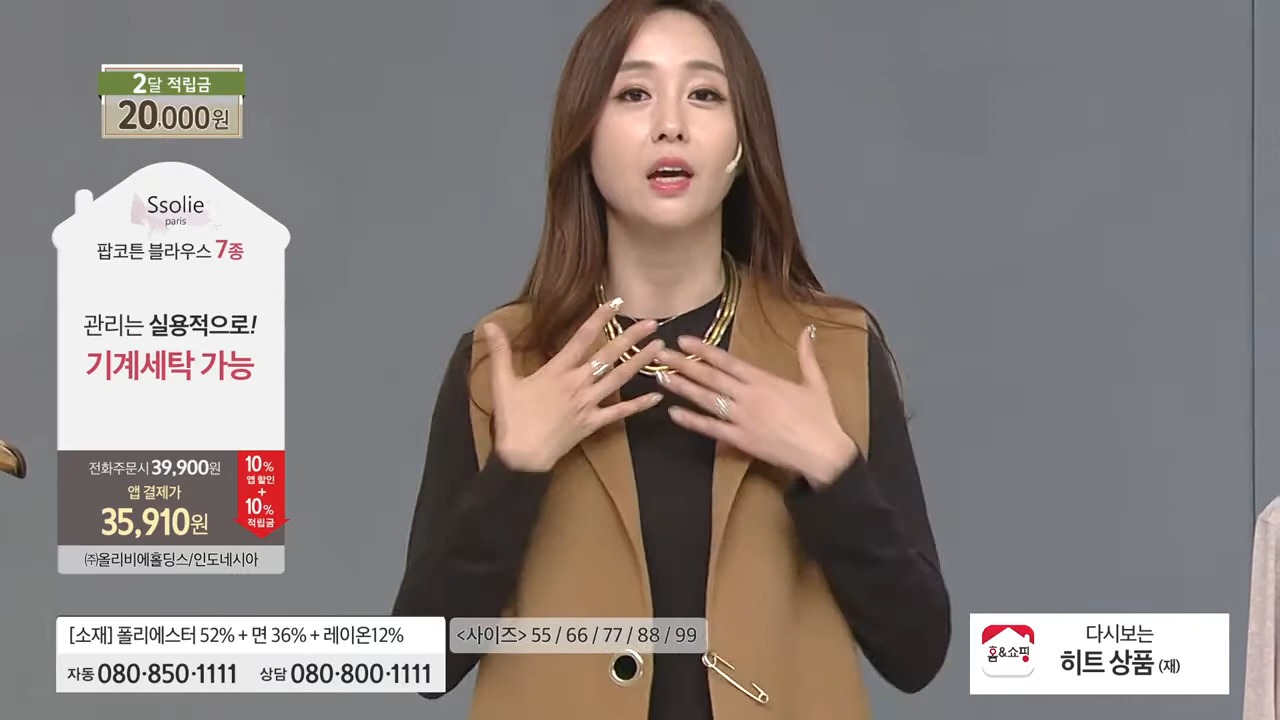 2달 적립금
20,000원
Ssolie
paris
팝코튼 블라우스 7종
관리는 실용적으로!
기계세탁 가능
전화주문시 39,900원
앱 결제가
35,910원
10%
앱 할인
+
10%
적립금
㈜올리비에홀딩스/인도네시아
[소재] 폴리에스터 52% + 면 36% + 레이온12%
<사이즈> 55 / 66 / 77 / 88 / 99
자동 080·850·1111 상담 080·800·1111
홈&쇼핑
다시보는
히트 상품 (재)